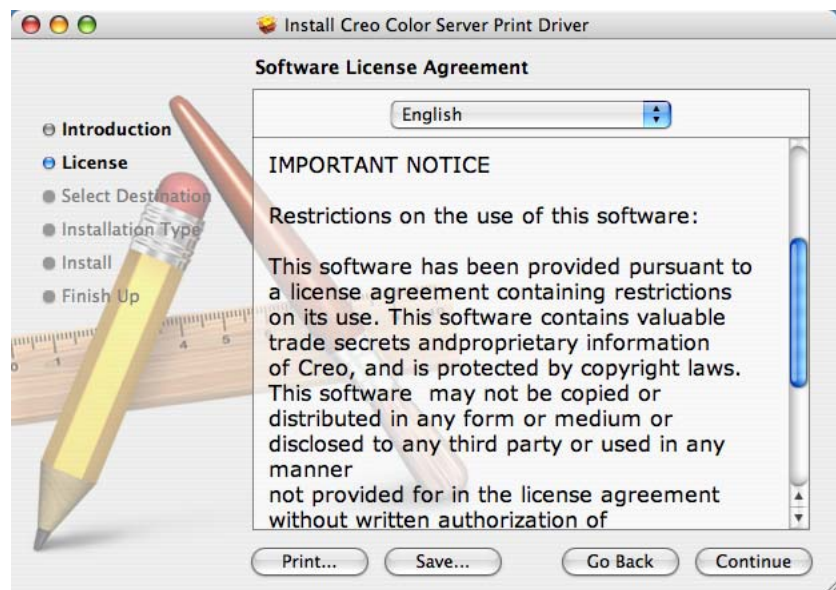 Install Creo Color Server Print Driver
Software License Agreement
Introduction
License
Select Destination
Installation Type
Install
Finish Up
English
IMPORTANT NOTICE
Restrictions on the use of this software:
This software has been provided pursuant to
a license agreement containing restrictions
on its use. This software contains valuable
trade secrets andproprietary information
of Creo, and is protected by copyright laws.
This software  may not be copied or
distributed in any form or medium or
disclosed to any third party or used in any
manner
not provided for in the license agreement
without written authorization of
Print...
Save...
Go Back
Continue
0
1
4
5